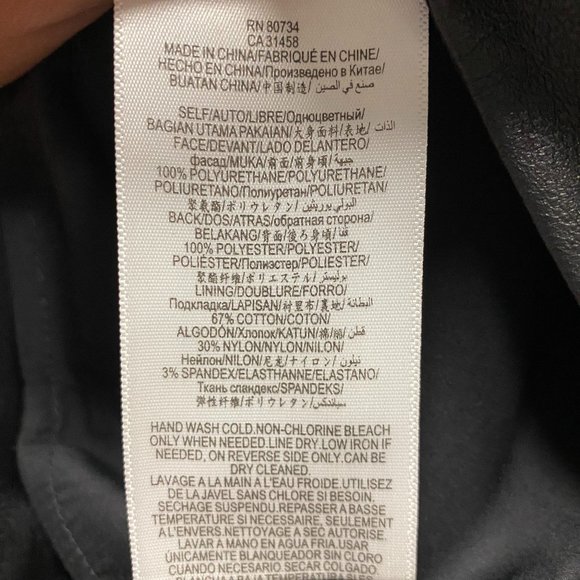 RN 80734
CA 31458
MADE IN CHINA/FABRIQUÉ EN CHINE/
HECHO EN CHINA/Произведено в Китае/
BUATAN CHINA/中国制造/ صنع في الصين
SELF/AUTO/LIBRE/Одноцветный/
BAGIAN UTAMA PAKAIAN/大身面料/表地/ الذات
FACE/DEVANT/LADO DELANTERO/
фасад/MUKA/前面/前身頃/ جبهة
100% POLYURETHANE/POLYURETHANE/
POLIURETANO/Полиуретан/POLIURETAN/
聚氨酯/ポリウレタン/ البولي يوريثين
BACK/DOS/ATRAS/обратная сторона/
BELAKANG/背面/後ろ身頃/ قفا
100% POLYESTER/POLYESTER/
POLIÉSTER/Полиэстер/POLIESTER/
聚酯纤维/ポリエステル/ بوليستر
LINING/DOUBLURE/FORRO/
Подкладка/LAPISAN/衬里布/裏地/ البطانة
67% COTTON/COTON/
ALGODÓN/Хлопок/KATUN/棉/綿/ قطن
30% NYLON/NYLON/NILON/
Нейлон/NILON/尼龙/ナイロン/ نيلون
3% SPANDEX/ELASTHANNE/ELASTANO/
Ткань спандекс/SPANDEKS/
弹性纤维/ポリウレタン/ سباندكس
HAND WASH COLD.NON-CHLORINE BLEACH
ONLY WHEN NEEDED.LINE DRY.LOW IRON IF
NEEDED, ON REVERSE SIDE ONLY.CAN BE
DRY CLEANED.
LAVAGE A LA MAIN A L'EAU FROIDE.UTILISEZ
DE LA JAVEL SANS CHLORE SI BESOIN.
SECHAGE SUSPENDU.REPASSER A BASSE
TEMPERATURE SI NECESSAIRE, SEULEMENT
A L'ENVERS.NETTOYAGE A SEC AUTORISE
LAVAR A MANO EN AGUA FRIA USAR
ÚNICAMENTE BLANQUEADOR SIN CLORO
CUANDO SEA NECESARIO. SECAR COLGADO